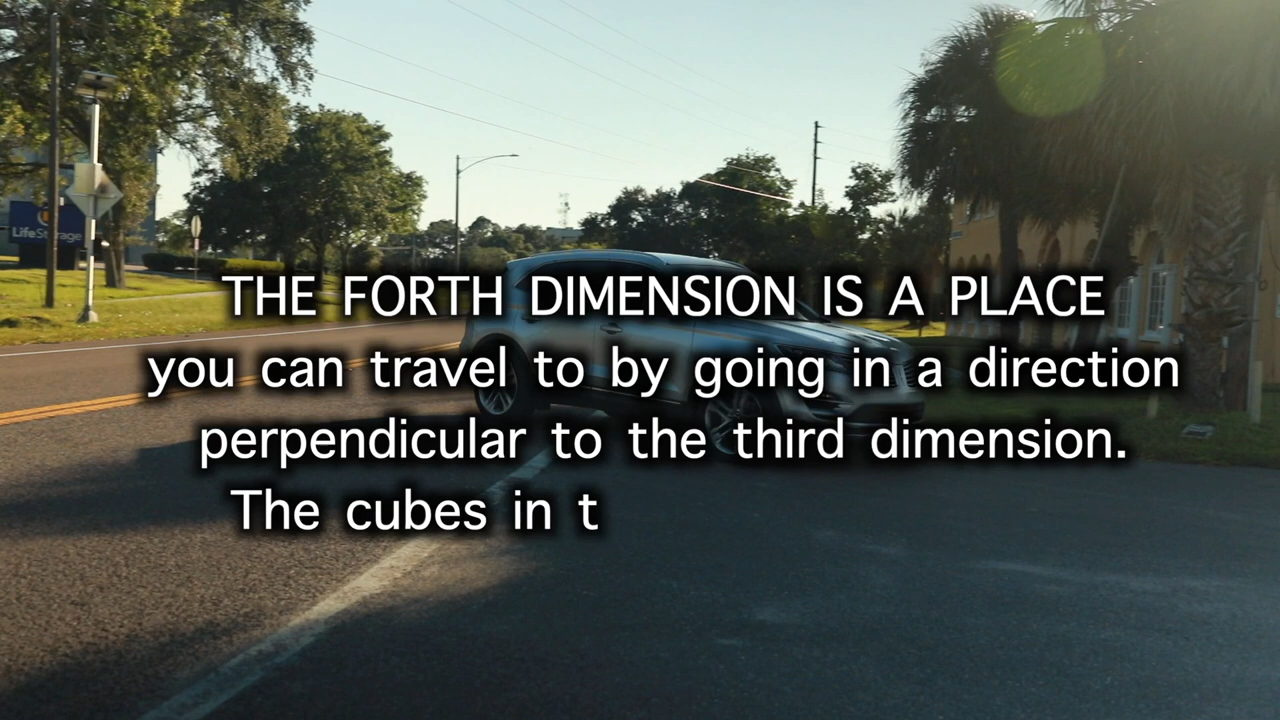 LifeStorage
THE FORTH DIMENSION IS A PLACE
you can travel to by going in a direction
perpendicular to the third dimension.
The cubes in t